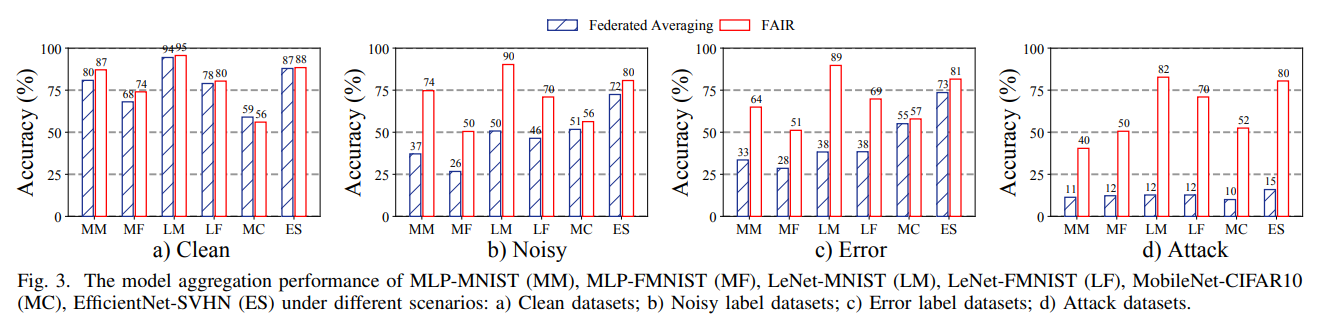 Federated Averaging FAIR
Accuracy (%)
100
75
50
25
0
80 87 68 74 94 95 78 80 59 56 87 88
MM MF LM LF MC ES
a) Clean
Accuracy (%)
100
75
50
25
0
37 74 26 50 50 90 46 70 51 56 72 80
MM MF LM LF MC ES
b) Noisy
Accuracy (%)
100
75
50
25
0
33 64 28 51 38 89 38 69 55 57 73 81
MM MF LM LF MC ES
c) Error
Accuracy (%)
100
75
50
25
0
11 40 12 50 12 82 12 70 10 52 15 80
MM MF LM LF MC ES
d) Attack
Fig. 3. The model aggregation performance of MLP-MNIST (MM), MLP-FMNIST (MF), LeNet-MNIST (LM), LeNet-FMNIST (LF), MobileNet-CIFAR10
(MC), EfficientNet-SVHN (ES) under different scenarios: a) Clean datasets; b) Noisy label datasets; c) Error label datasets; d) Attack datasets.